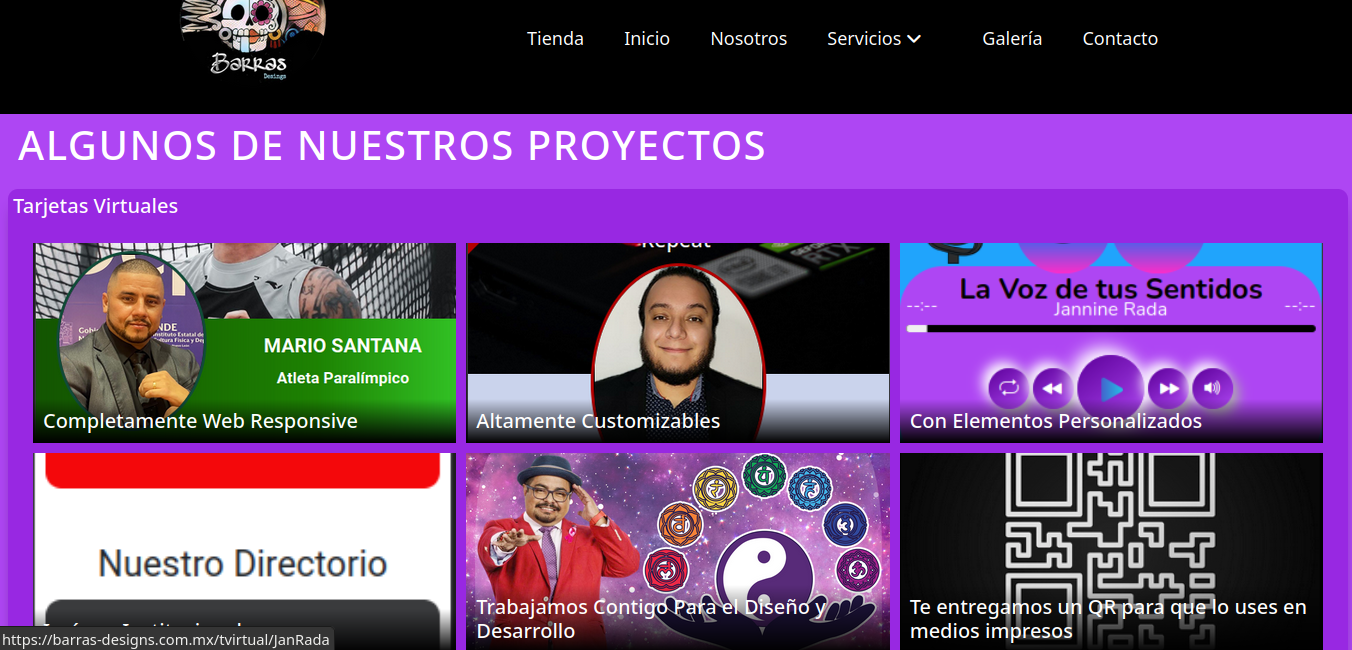 Barras
Desings
Tienda
Inicio
Nosotros
Servicios
Galería
Contacto
ALGUNOS DE NUESTROS PROYECTOS
Tarjetas Virtuales
MARIO SANTANA
Atleta Paralímpico
Completamente Web Responsive
Repeat
RTX
Altamente Customizables
La Voz de tus Sentidos
--:--
Jannine Rada
--:--
Con Elementos Personalizados
Nuestro Directorio
Trabajamos Contigo Para el Diseño y
Desarrollo
Te entregamos un QR para que lo uses en
medios impresos
https://barras-designs.com.mx/tvirtual/JanRada